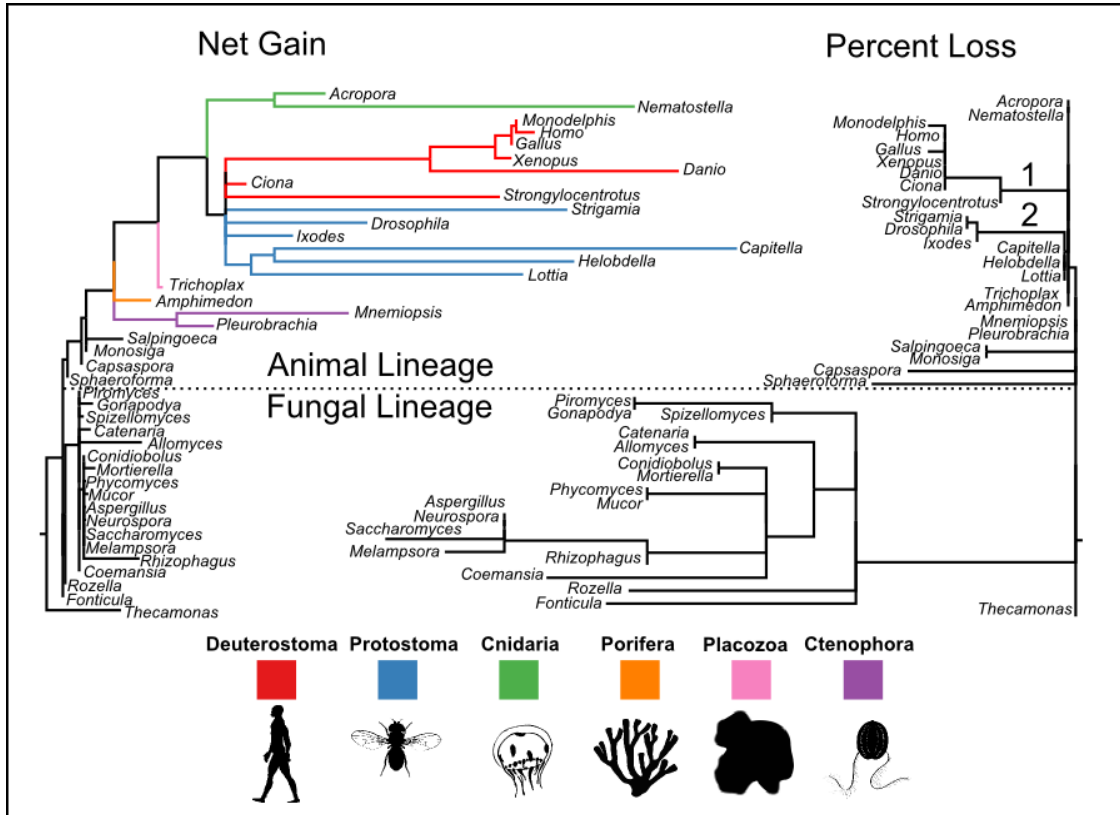 Net Gain
Percent Loss
Acropora
Nematostella
Monodelphis
Homo
Gallus
Xenopus
Danio
Ciona
Strongylocentrotus
Strigamia
Drosophila
Ixodes
Capitella
Helobdella
Lottia
Trichoplax
Amphimedon
Mnemiopsis
Pleurobrachia
Salpingoeca
Monosiga
Capsaspora
Sphaeroforma
Animal Lineage
Fungal Lineage
Piromyces
Gonapodya
Spizellomyces
Catenaria
Allomyces
Conidiobolus
Mortierella
Phycomyces
Mucor
Aspergillus
Neurospora
Saccharomyces
Melampsora
Rhizophagus
Coemansia
Rozella
Fonticula
Thecamonas
Acropora
Nematostella
Monodelphis
Homo
Gallus
Xenopus
Danio
Ciona
1
Strongylocentrotus
2
Strigamia
Drosophila
Ixodes
Capitella
Helobdella
Lottia
Trichoplax
Amphimedon
Mnemiopsis
Pleurobrachia
Salpingoeca
Monosiga
Capsaspora
Sphaeroforma
Piromyces
Gonapodya
Spizellomyces
Catenaria
Allomyces
Conidiobolus
Mortierella
Phycomyces
Mucor
Aspergillus
Neurospora
Saccharomyces
Melampsora
Rhizophagus
Coemansia
Rozella
Fonticula
Thecamonas
Deuterostoma
Protostoma
Cnidaria
Porifera
Placozoa
Ctenophora